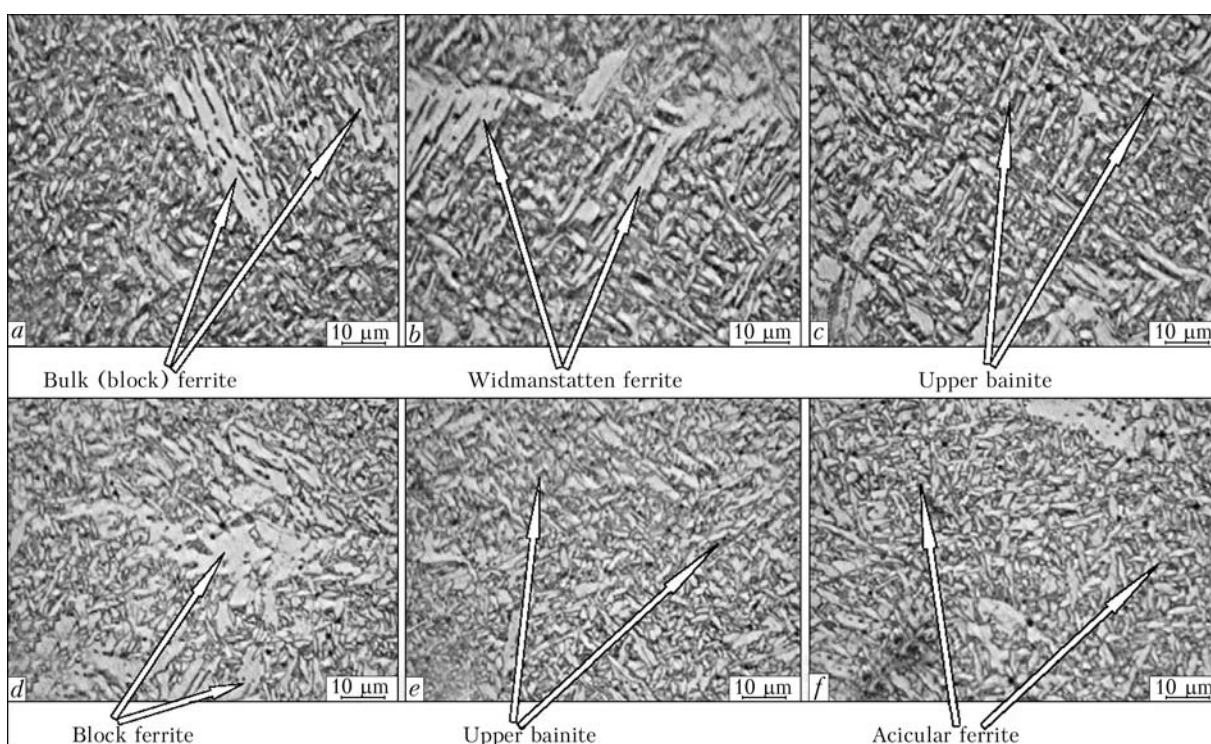 a
10 μm
b
10 μm
c
10 μm
Bulk (block) ferrite
Widmanstatten ferrite
Upper bainite
d
10 μm
e
10 μm
f
10 μm
Block ferrite
Upper bainite
Acicular ferrite